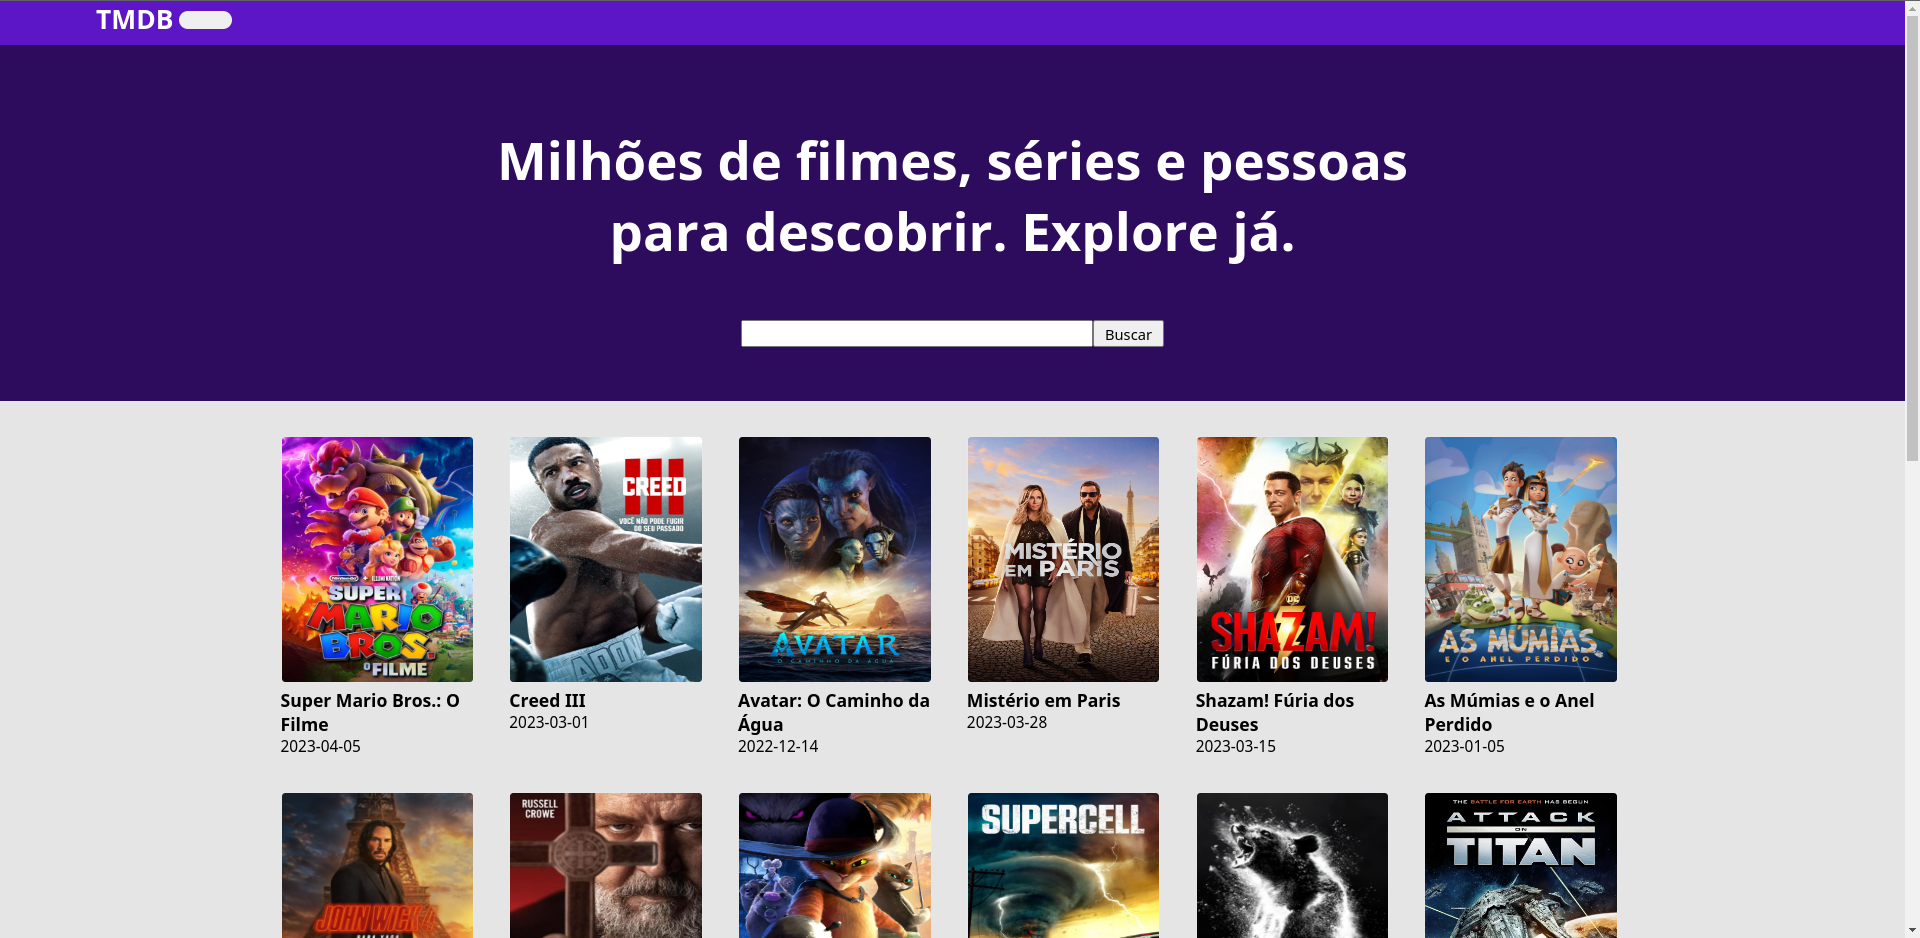 TMDB
Milhões de filmes, séries e pessoas
para descobrir. Explore já.
Buscar
Nintendo + ILLUMINATION
SUPER
MARIO
BROS.
O FILME
III
CREED
VOCÊ NÃO PODE FUGIR
DO SEU PASSADO
AVATAR
O CAMINHO DA ÁGUA
MISTÉRIO
EM PARIS
DC
SHAZAM!
FÚRIA DOS DEUSES
AS MÚMIAS
E O ANEL PERDIDO
Super Mario Bros.: O
Filme
2023-04-05
Creed III
2023-03-01
Avatar: O Caminho da
Água
2022-12-14
Mistério em Paris
2023-03-28
Shazam! Fúria dos
Deuses
2023-03-15
As Múmias e o Anel
Perdido
2023-01-05
JOHN WICK 4
RUSSELL
CROWE
SUPERCELL
THE BATTLE FOR EARTH HAS BEGUN
ATTACK
ON
TITAN